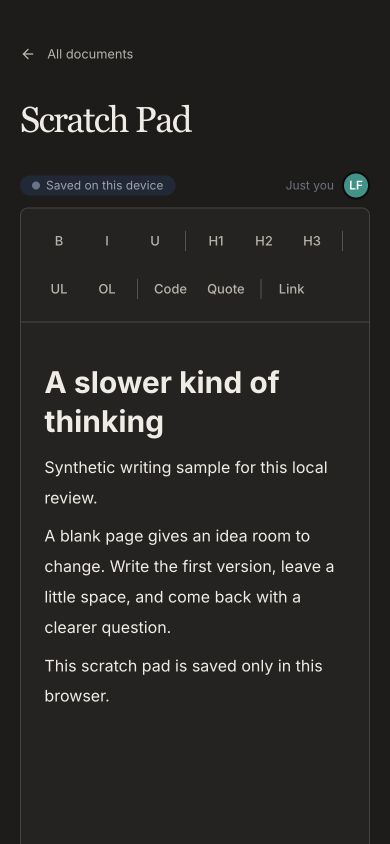 All documents
Scratch Pad
Saved on this device
Just you LF
B I U H1 H2 H3
UL OL Code Quote Link
A slower kind of
thinking
Synthetic writing sample for this local
review.
A blank page gives an idea room to
change. Write the first version, leave a
little space, and come back with a
clearer question.
This scratch pad is saved only in this
browser.